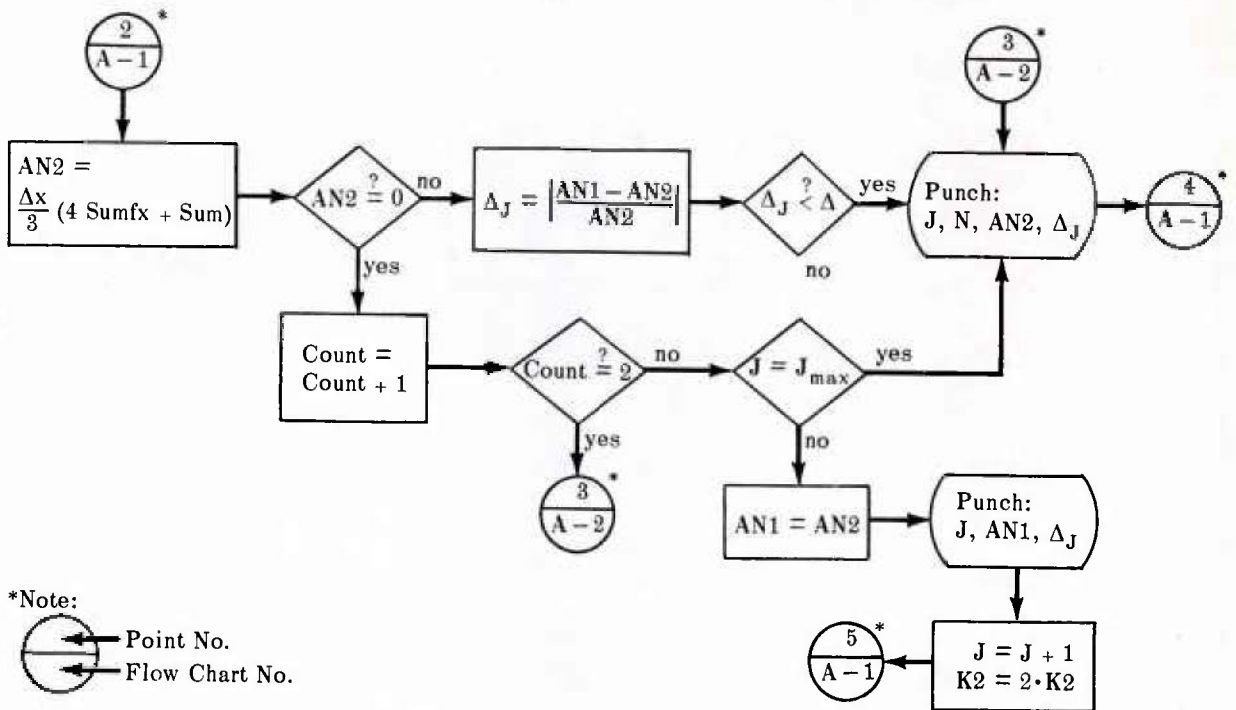 2
A-1
*
AN2 =
Δx/3 (4 Sumfx + Sum)
AN2 ?= 0
no
yes
Δ_J = |AN1 - AN2 / AN2|
Δ_J ?< Δ
yes
no
3
A-2
*
Punch:
J, N, AN2, Δ_J
4
A-1
*
Count =
Count + 1
Count ?= 2
no
yes
3
A-2
*
J = J_max
yes
no
AN1 = AN2
Punch:
J, AN1, Δ_J
J = J + 1
K2 = 2·K2
5
A-1
*
*Note:
Point No.
Flow Chart No.